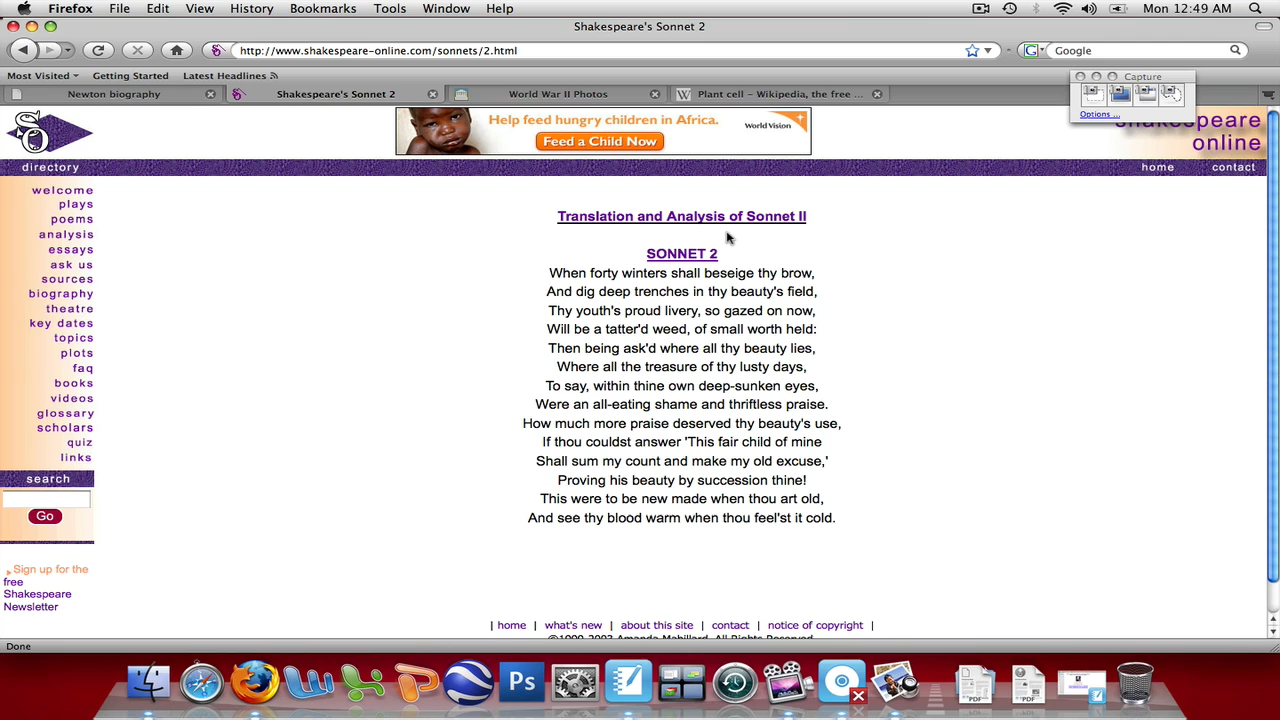 Firefox File Edit View History Bookmarks Tools Window Help Mon 12:49 AM
Shakespeare's Sonnet 2
http://www.shakespeare-online.com/sonnets/2.html Google
Most Visited Getting Started Latest Headlines
Capture
Newton biography Shakespeare's Sonnet 2 World War II Photos Plant cell - Wikipedia, the free ...
Options ...
Help feed hungry children in Africa.
World Vision
Feed a Child Now
shakespeare
online
directory home contact
welcome
plays
poems
analysis
essays
ask us
sources
biography
theatre
key dates
topics
plots
faq
books
videos
glossary
scholars
quiz
links
search
Go
Sign up for the
free
Shakespeare
Newsletter
Translation and Analysis of Sonnet II
SONNET 2
When forty winters shall beseige thy brow,
And dig deep trenches in thy beauty's field,
Thy youth's proud livery, so gazed on now,
Will be a tatter'd weed, of small worth held:
Then being ask'd where all thy beauty lies,
Where all the treasure of thy lusty days,
To say, within thine own deep-sunken eyes,
Were an all-eating shame and thriftless praise.
How much more praise deserved thy beauty's use,
If thou couldst answer 'This fair child of mine
Shall sum my count and make my old excuse,'
Proving his beauty by succession thine!
This were to be new made when thou art old,
And see thy blood warm when thou feel'st it cold.
| home | what's new | about this site | contact | notice of copyright |
Amanda Mabillard. All Rights Reserved.
Done
Ps
PDF PDF